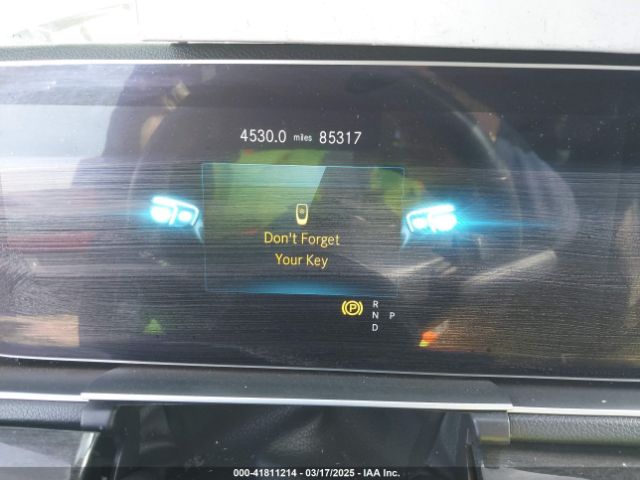 4530.0 miles 85317
Don't Forget
Your Key
R
N P
D
000-41811214 - 03/17/2025 - IAA Inc.